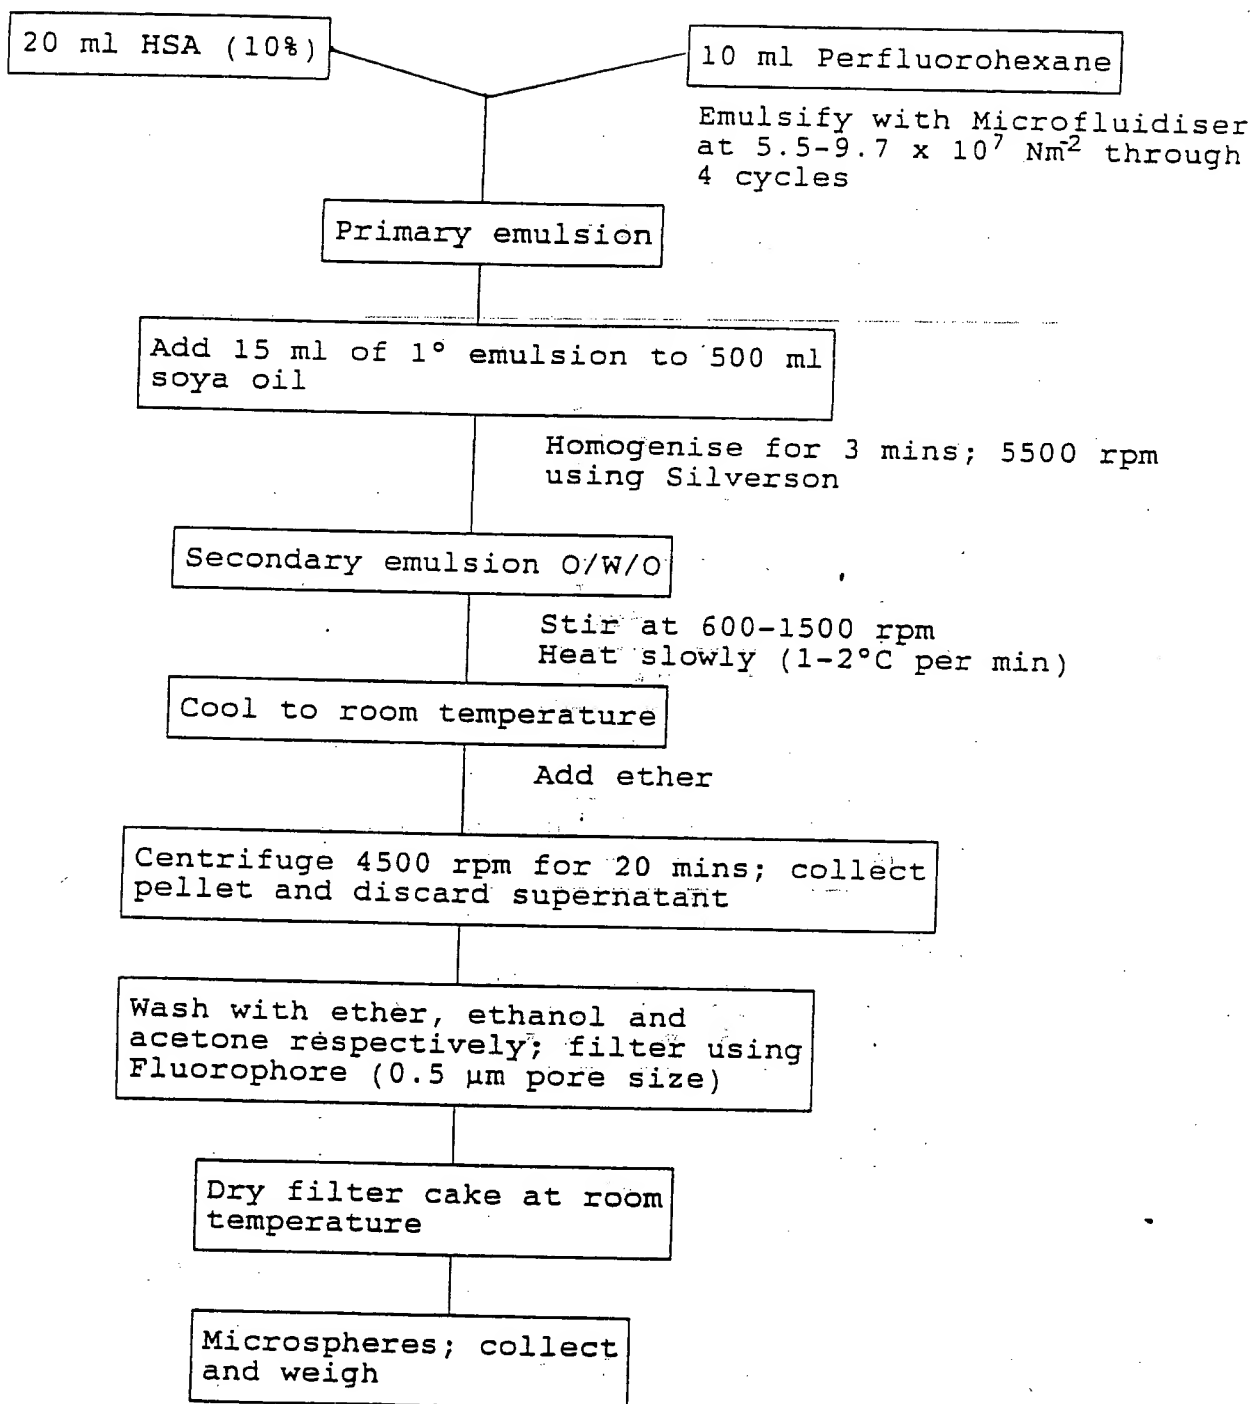 20 ml HSA (10%)
10 ml Perfluorohexane
Emulsify with Microfluidiser
at 5.5-9.7 x 10⁷ Nm⁻² through
4 cycles
Primary emulsion
Add 15 ml of 1° emulsion to 500 ml
soya oil
Homogenise for 3 mins; 5500 rpm
using Silverson
Secondary emulsion O/W/O
Stir at 600-1500 rpm
Heat slowly (1-2°C per min)
Cool to room temperature
Add ether
Centrifuge 4500 rpm for 20 mins; collect
pellet and discard supernatant
Wash with ether, ethanol and
acetone respectively; filter using
Fluorophore (0.5 µm pore size)
Dry filter cake at room
temperature
Microspheres; collect
and weigh